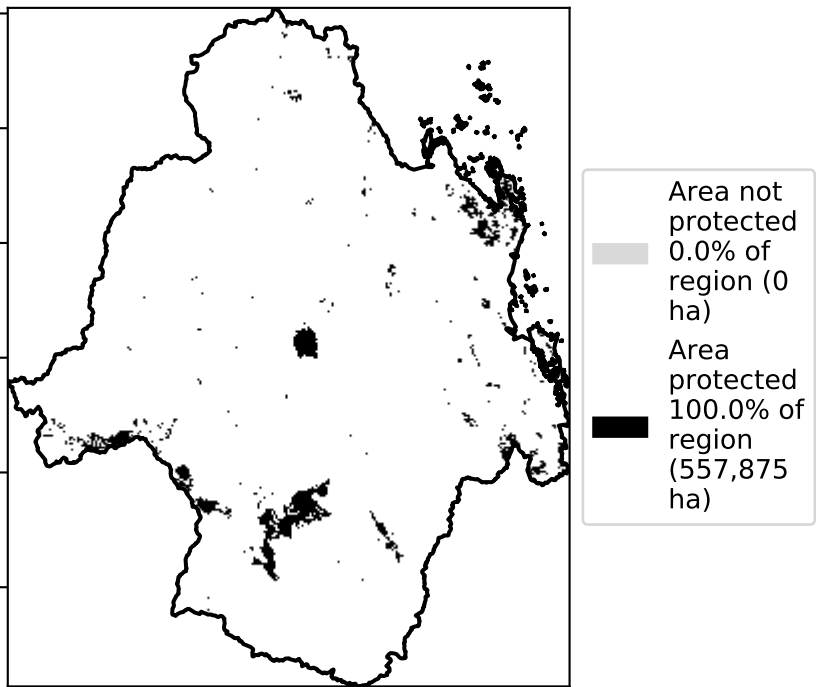 Area not
protected
0.0% of
region (0
ha)
Area
protected
100.0% of
region
(557,875
ha)